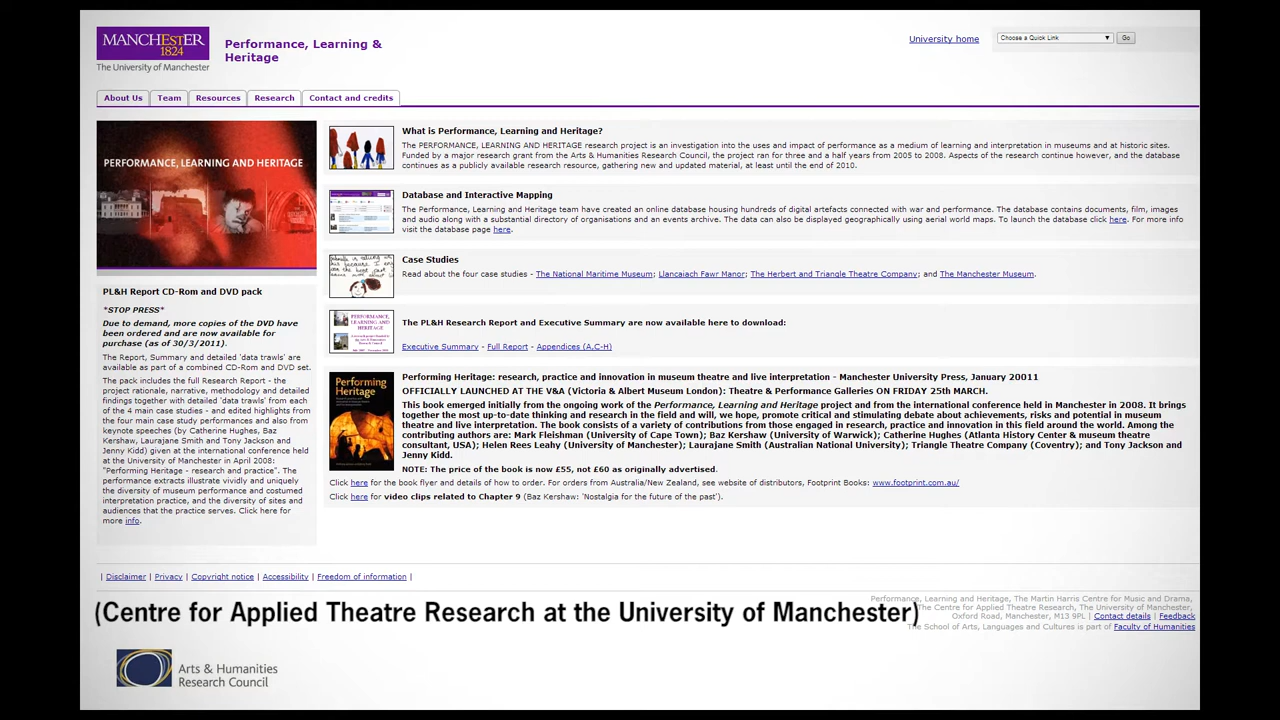 MANCHESTER
1824
The University of Manchester
Performance, Learning &
Heritage
University home
Choose a Quick Link
Go
About Us
Team
Resources
Research
Contact and credits
PERFORMANCE, LEARNING AND HERITAGE
PL&H Report CD-Rom and DVD pack
*STOP PRESS*
Due to demand, more copies of the DVD have
been ordered and are now available for
purchase (as of 30/3/2011).
The Report, Summary and detailed 'data trawls' are
available as part of a combined CD-Rom and DVD set.
The pack includes the full Research Report - the
project rationale, narrative, methodology and detailed
findings together with detailed 'data trawls' from each
of the 4 main case studies - and edited highlights from
the four main case study performances and also from
keynote speeches (by Catherine Hughes, Baz
Kershaw, Laurajane Smith and Tony Jackson and
Jenny Kidd) given at the international conference held
at the University of Manchester in April 2008:
"Performing Heritage - research and practice". The
performance extracts illustrate vividly and uniquely
the diversity of museum performance and costumed
interpretation practice, and the diversity of sites and
audiences that the practice serves. Click here for
more info.
What is Performance, Learning and Heritage?
The PERFORMANCE, LEARNING AND HERITAGE research project is an investigation into the uses and impact of performance as a medium of learning and interpretation in museums and at historic sites.
Funded by a major research grant from the Arts & Humanities Research Council, the project ran for three and a half years from 2005 to 2008. Aspects of the research continue however, and the database
continues as a publicly available research resource, gathering new and updated material, at least until the end of 2010.
Database and Interactive Mapping
The Performance, Learning and Heritage team have created an online database housing hundreds of digital artefacts connected with war and performance. The database contains documents, film, images
and audio along with a substantial directory of organisations and an events archive. The data can also be displayed geographically using aerial world maps. To launch the database click here. For more info
visit the database page here.
Case Studies
Read about the four case studies - The National Maritime Museum; Llancaiach Fawr Manor; The Herbert and Triangle Theatre Company; and The Manchester Museum.
PERFORMANCE,
LEARNING AND
HERITAGE
The PL&H Research Report and Executive Summary are now available here to download:
Executive Summary - Full Report - Appendices (A,C-H)
Performing
Heritage
Performing Heritage: research, practice and innovation in museum theatre and live interpretation - Manchester University Press, January 20011
OFFICIALLY LAUNCHED AT THE V&A (Victoria & Albert Museum London): Theatre & Performance Galleries ON FRIDAY 25th MARCH.
This book emerged initially from the ongoing work of the Performance, Learning and Heritage project and from the international conference held in Manchester in 2008. It brings
together the most up-to-date thinking and research in the field and will, we hope, promote critical and stimulating debate about achievements, risks and potential in museum
theatre and live interpretation. The book consists of a variety of contributions from those engaged in research, practice and innovation in this field around the world. Among the
contributing authors are: Mark Fleishman (University of Cape Town); Baz Kershaw (University of Warwick); Catherine Hughes (Atlanta History Center & museum theatre
consultant, USA); Helen Rees Leahy (University of Manchester); Laurajane Smith (Australian National University); Triangle Theatre Company (Coventry); and Tony Jackson and
Jenny Kidd.
NOTE: The price of the book is now £55, not £60 as originally advertised.
Click here for the book flyer and details of how to order. For orders from Australia/New Zealand, see website of distributors, Footprint Books: www.footprint.com.au/
Click here for video clips related to Chapter 9 (Baz Kershaw: 'Nostalgia for the future of the past').
| Disclaimer | Privacy | Copyright notice | Accessibility | Freedom of information |
Performance, Learning and Heritage, The Martin Harris Centre for Music and Drama,
The Centre for Applied Theatre Research, The University of Manchester,
Oxford Road, Manchester, M13 9PL | Contact details | Feedback
The School of Arts, Languages and Cultures is part of Faculty of Humanities
(Centre for Applied Theatre Research at the University of Manchester)
Arts & Humanities
Research Council